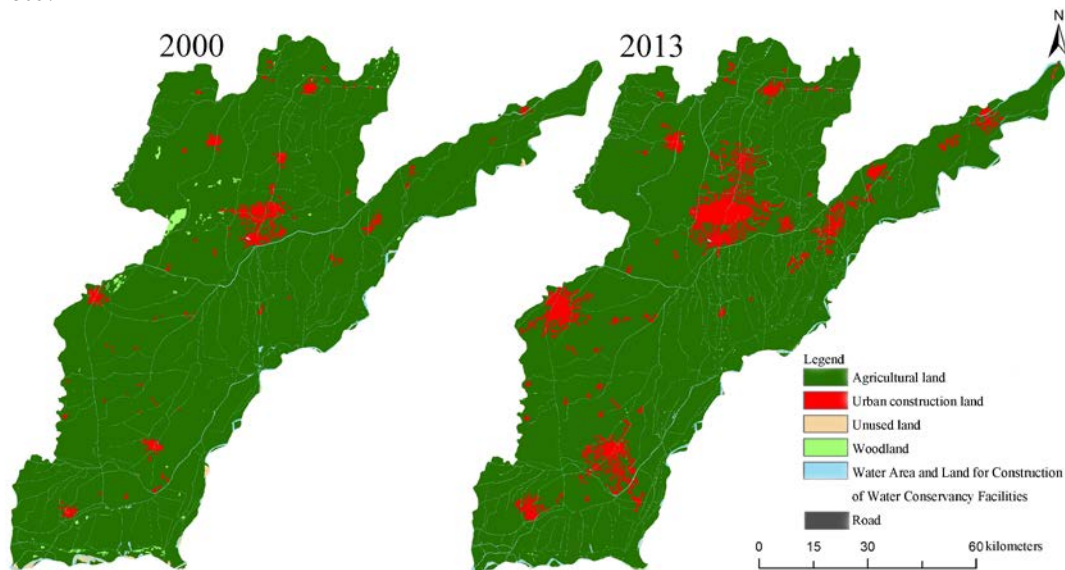 2000
2013
N
Legend
Agricultural land
Urban construction land
Unused land
Woodland
Water Area and Land for Construction
of Water Conservancy Facilities
Road
0 15 30 60 kilometers